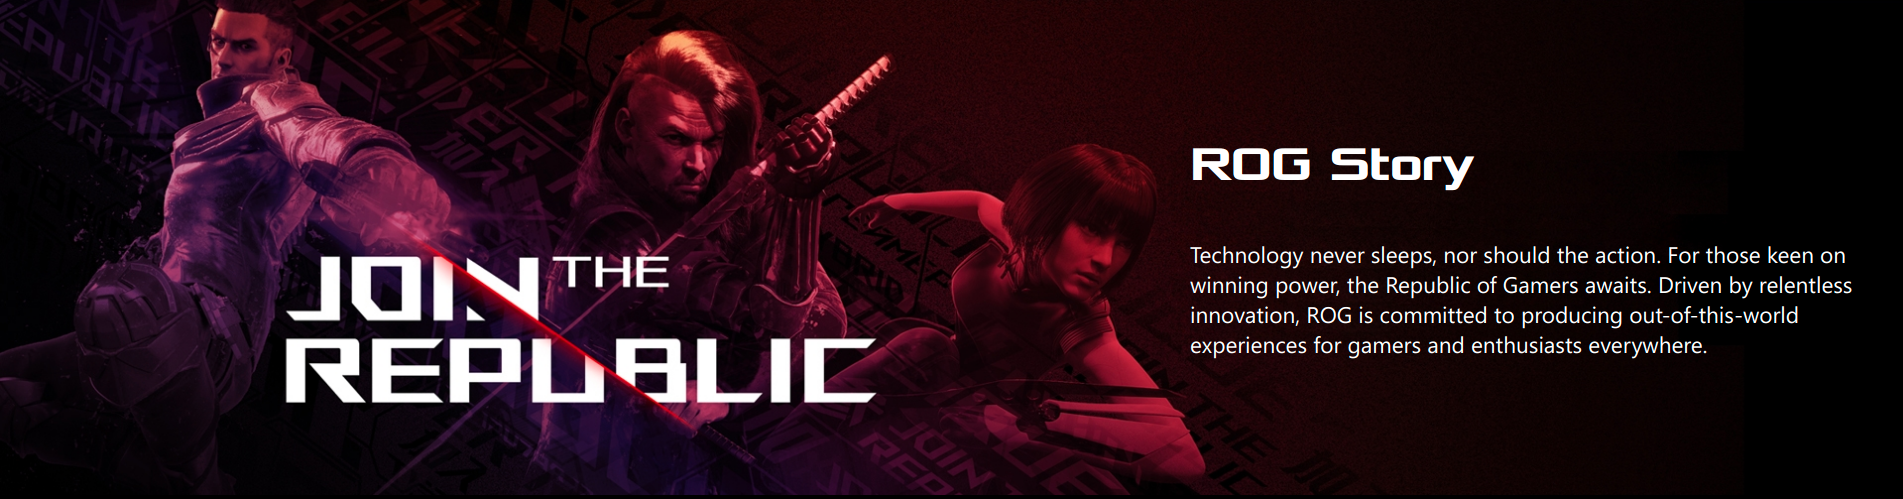 JOIN THE
REPUBLIC
ROG Story
Technology never sleeps, nor should the action. For those keen on
winning power, the Republic of Gamers awaits. Driven by relentless
innovation, ROG is committed to producing out-of-this-world
experiences for gamers and enthusiasts everywhere.